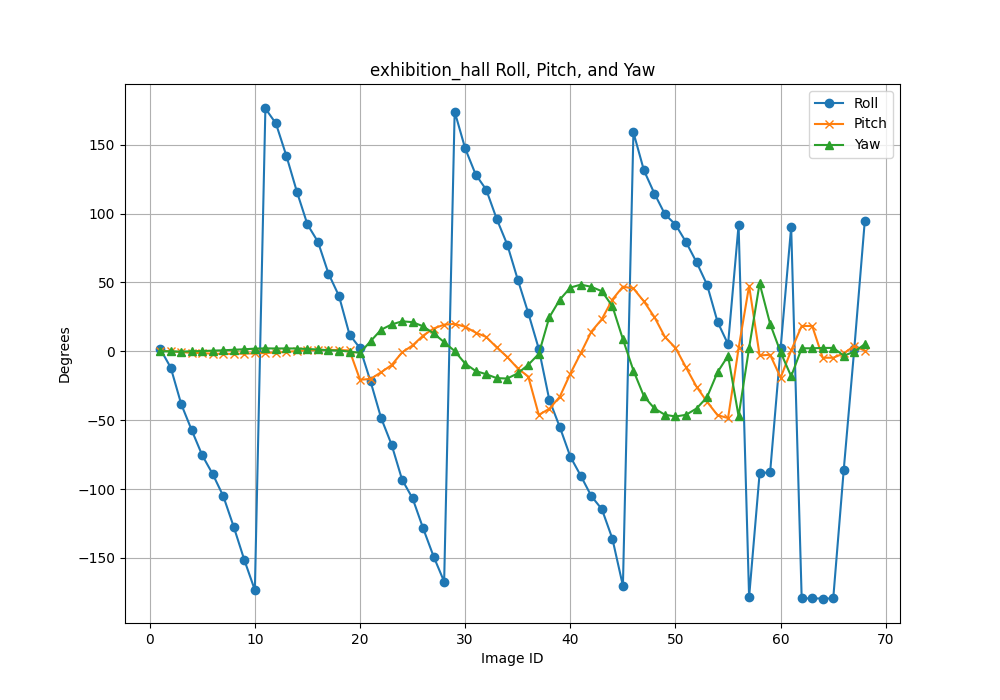 exhibition_hall Roll, Pitch, and Yaw
Roll
Pitch
Yaw
Degrees
150
100
50
0
−50
−100
−150
0 10 20 30 40 50 60 70
Image ID